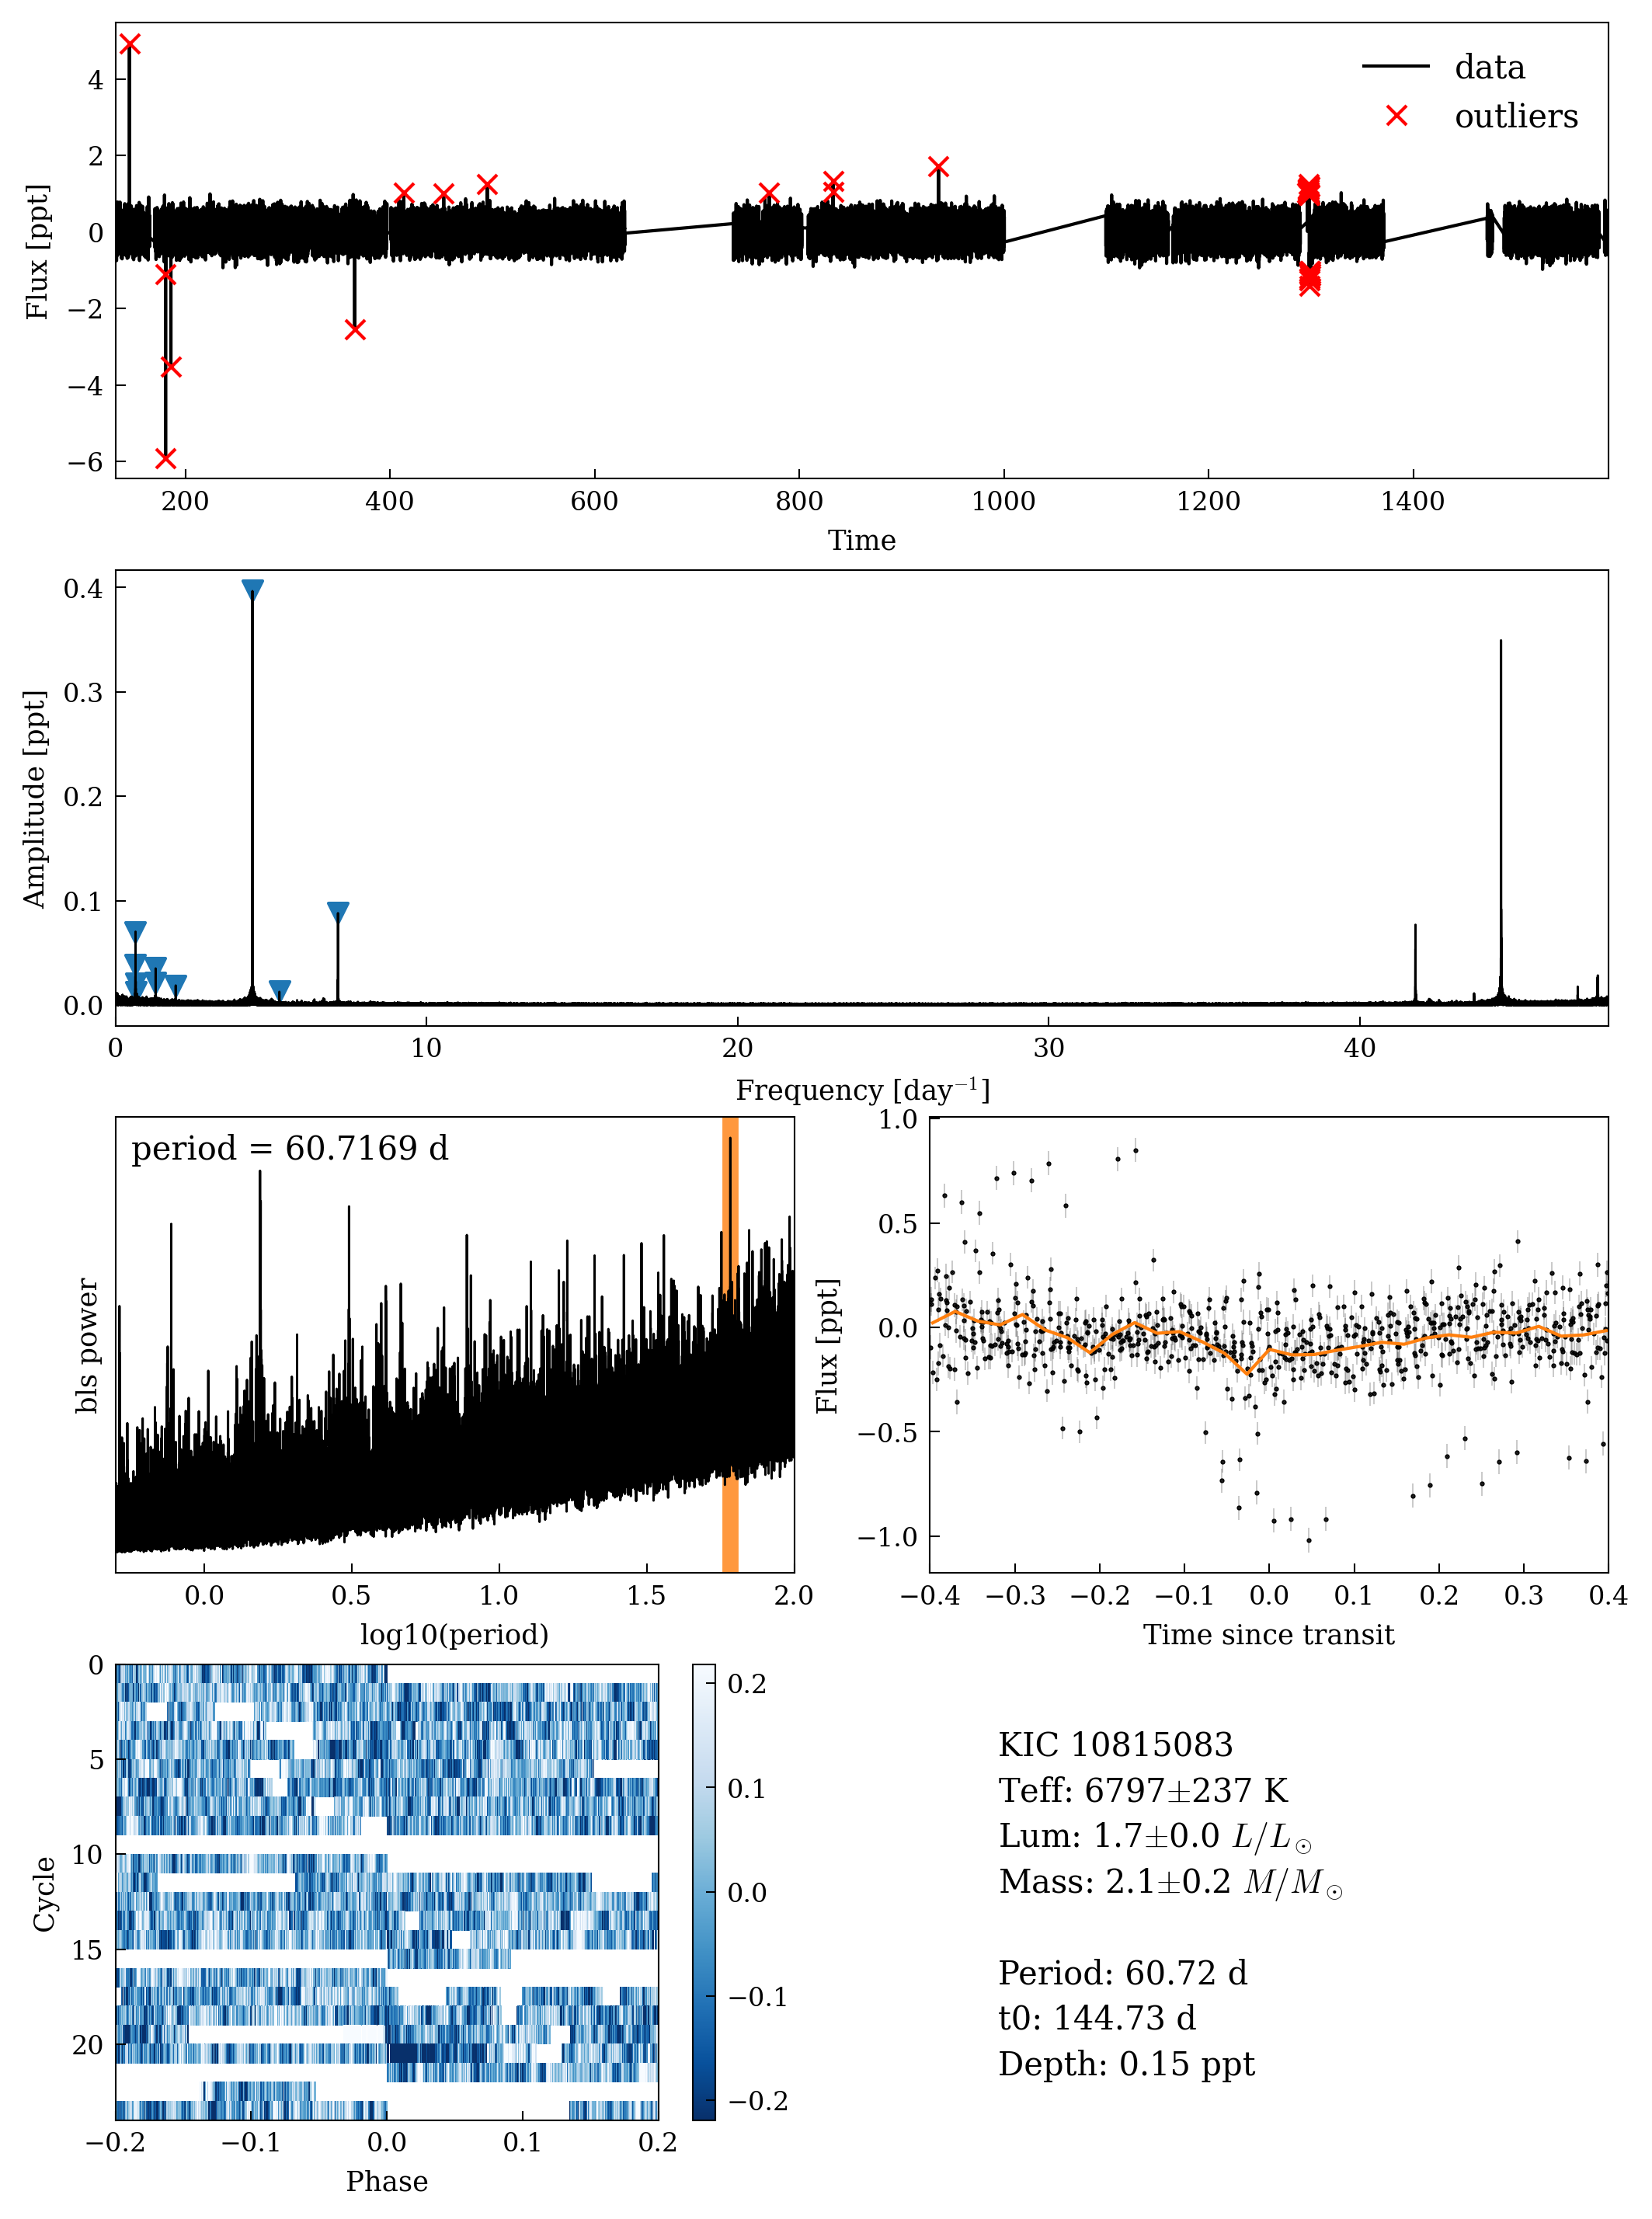 data
outliers
4
2
0
−2
−4
−6
Flux [ppt]
200
400
600
800
1000
1200
1400
Time
0.4
0.3
0.2
0.1
0.0
Amplitude [ppt]
0
10
20
30
40
Frequency [day⁻¹]
period = 60.7169 d
bls power
0.0
0.5
1.0
1.5
2.0
log10(period)
1.0
0.5
0.0
−0.5
−1.0
Flux [ppt]
−0.4
−0.3
−0.2
−0.1
0.0
0.1
0.2
0.3
0.4
Time since transit
0
5
10
15
20
Cycle
−0.2
−0.1
0.0
0.1
0.2
Phase
0.2
0.1
0.0
−0.1
−0.2
KIC 10815083
Teff: 6797±237 K
Lum: 1.7±0.0 L/L☉
Mass: 2.1±0.2 M/M☉
Period: 60.72 d
t0: 144.73 d
Depth: 0.15 ppt